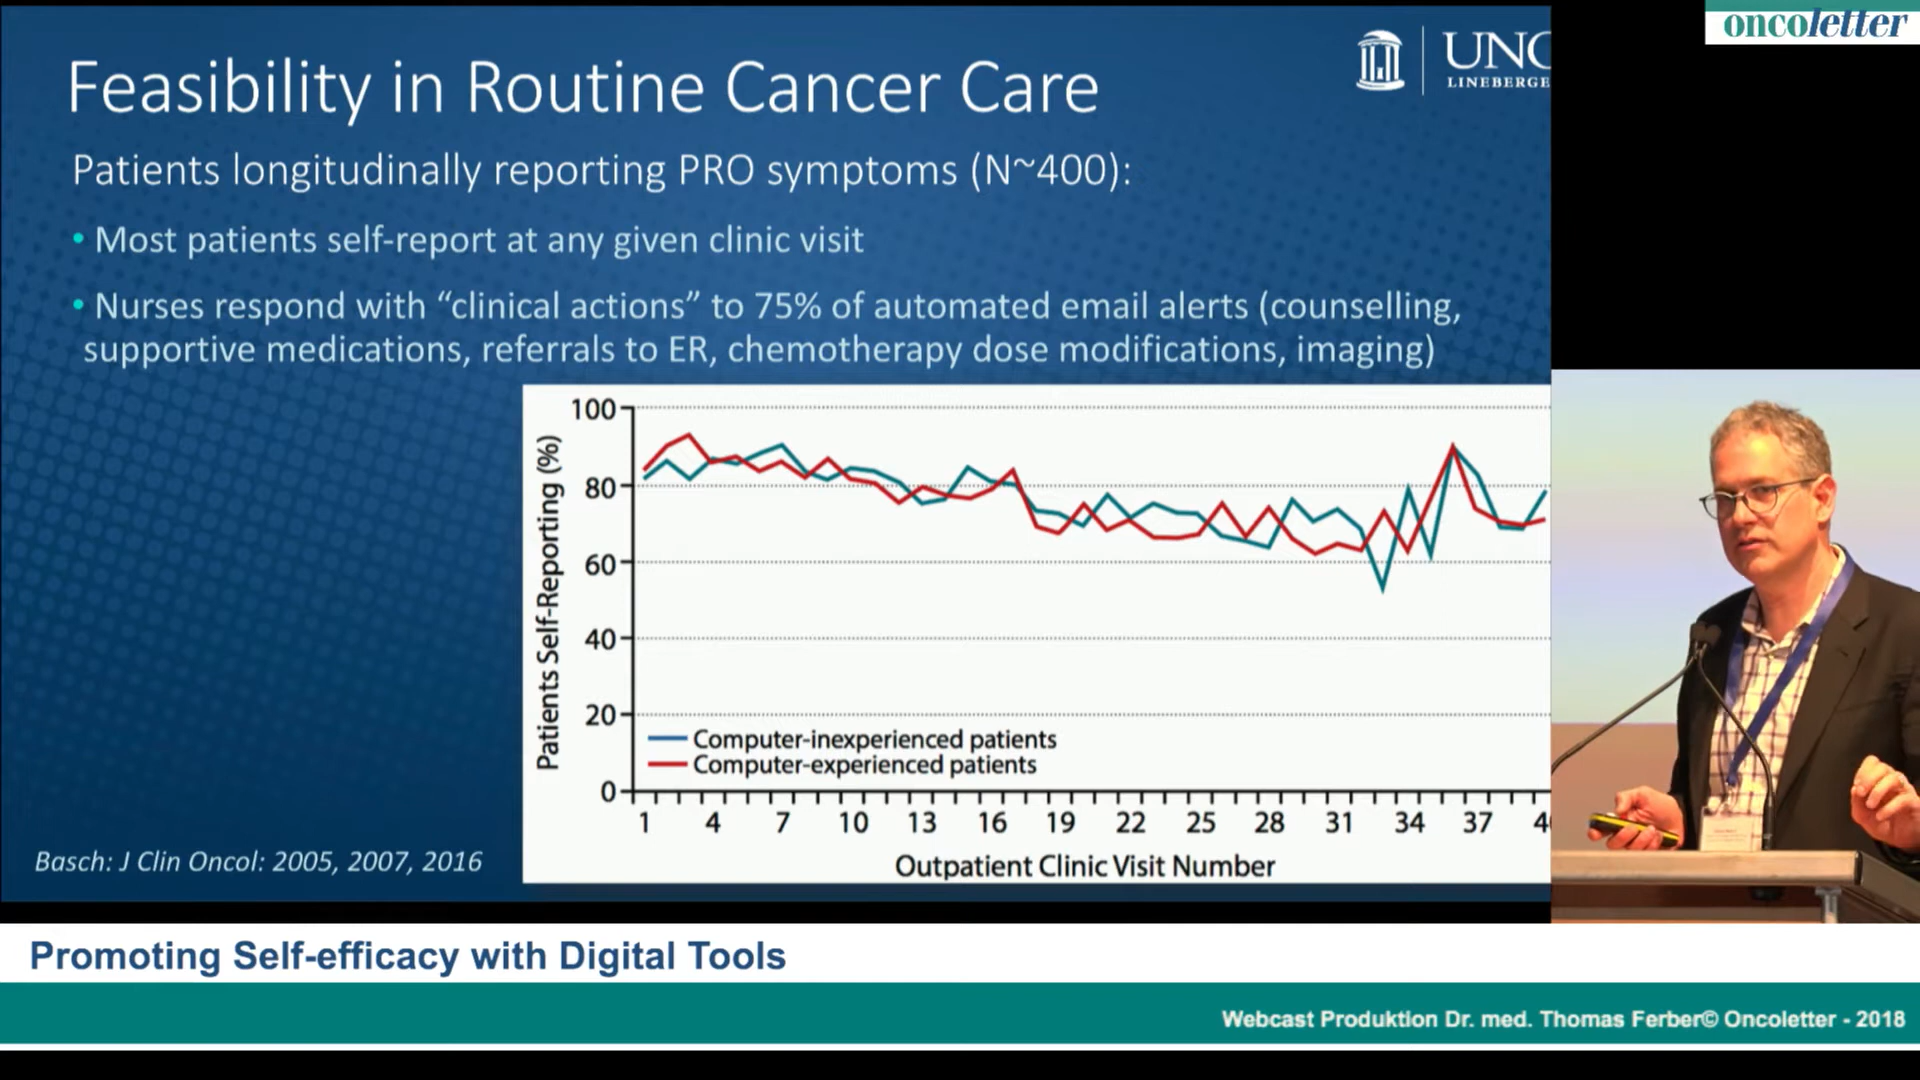 oncoletter
Feasibility in Routine Cancer Care
UNC
LINEBERGE
Patients longitudinally reporting PRO symptoms (N~400):
• Most patients self-report at any given clinic visit
• Nurses respond with “clinical actions” to 75% of automated email alerts (counselling,
supportive medications, referrals to ER, chemotherapy dose modifications, imaging)
Patients Self-Reporting (%)
100
80
60
40
20
0
Computer-inexperienced patients
Computer-experienced patients
1 4 7 10 13 16 19 22 25 28 31 34 37
Outpatient Clinic Visit Number
Basch: J Clin Oncol: 2005, 2007, 2016
Promoting Self-efficacy with Digital Tools
Webcast Produktion Dr. med. Thomas Ferber© Oncoletter - 2018